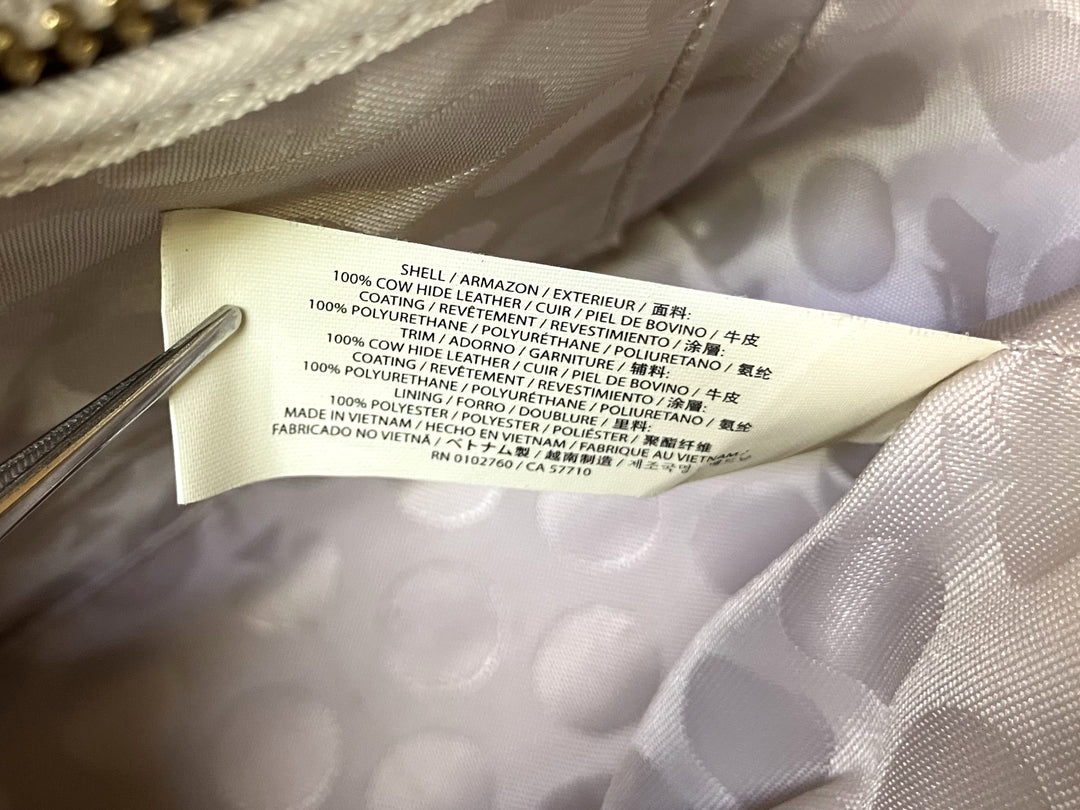 SHELL / ARMAZON / EXTERIEUR / 面料:
100% COW HIDE LEATHER / CUIR / PIEL DE BOVINO / 牛皮
COATING / REVÊTEMENT / REVESTIMIENTO / 涂層:
100% POLYURETHANE / POLYURÉTHANE / POLIURETANO / 氨纶
TRIM / ADORNO / GARNITURE / 辅料:
100% COW HIDE LEATHER / CUIR / PIEL DE BOVINO / 牛皮
COATING / REVÊTEMENT / REVESTIMIENTO / 涂層:
100% POLYURETHANE / POLYURÉTHANE / POLIURETANO / 氨纶
LINING / FORRO / DOUBLURE / 里料:
100% POLYESTER / POLYESTER / POLIÉSTER / 聚酯纤维
MADE IN VIETNAM / HECHO EN VIETNAM / FABRIQUE AU VIETNAM /
FABRICADO NO VIETNÃ / ベトナム製 / 越南制造 / 제조국명
RN 0102760 / CA 57710